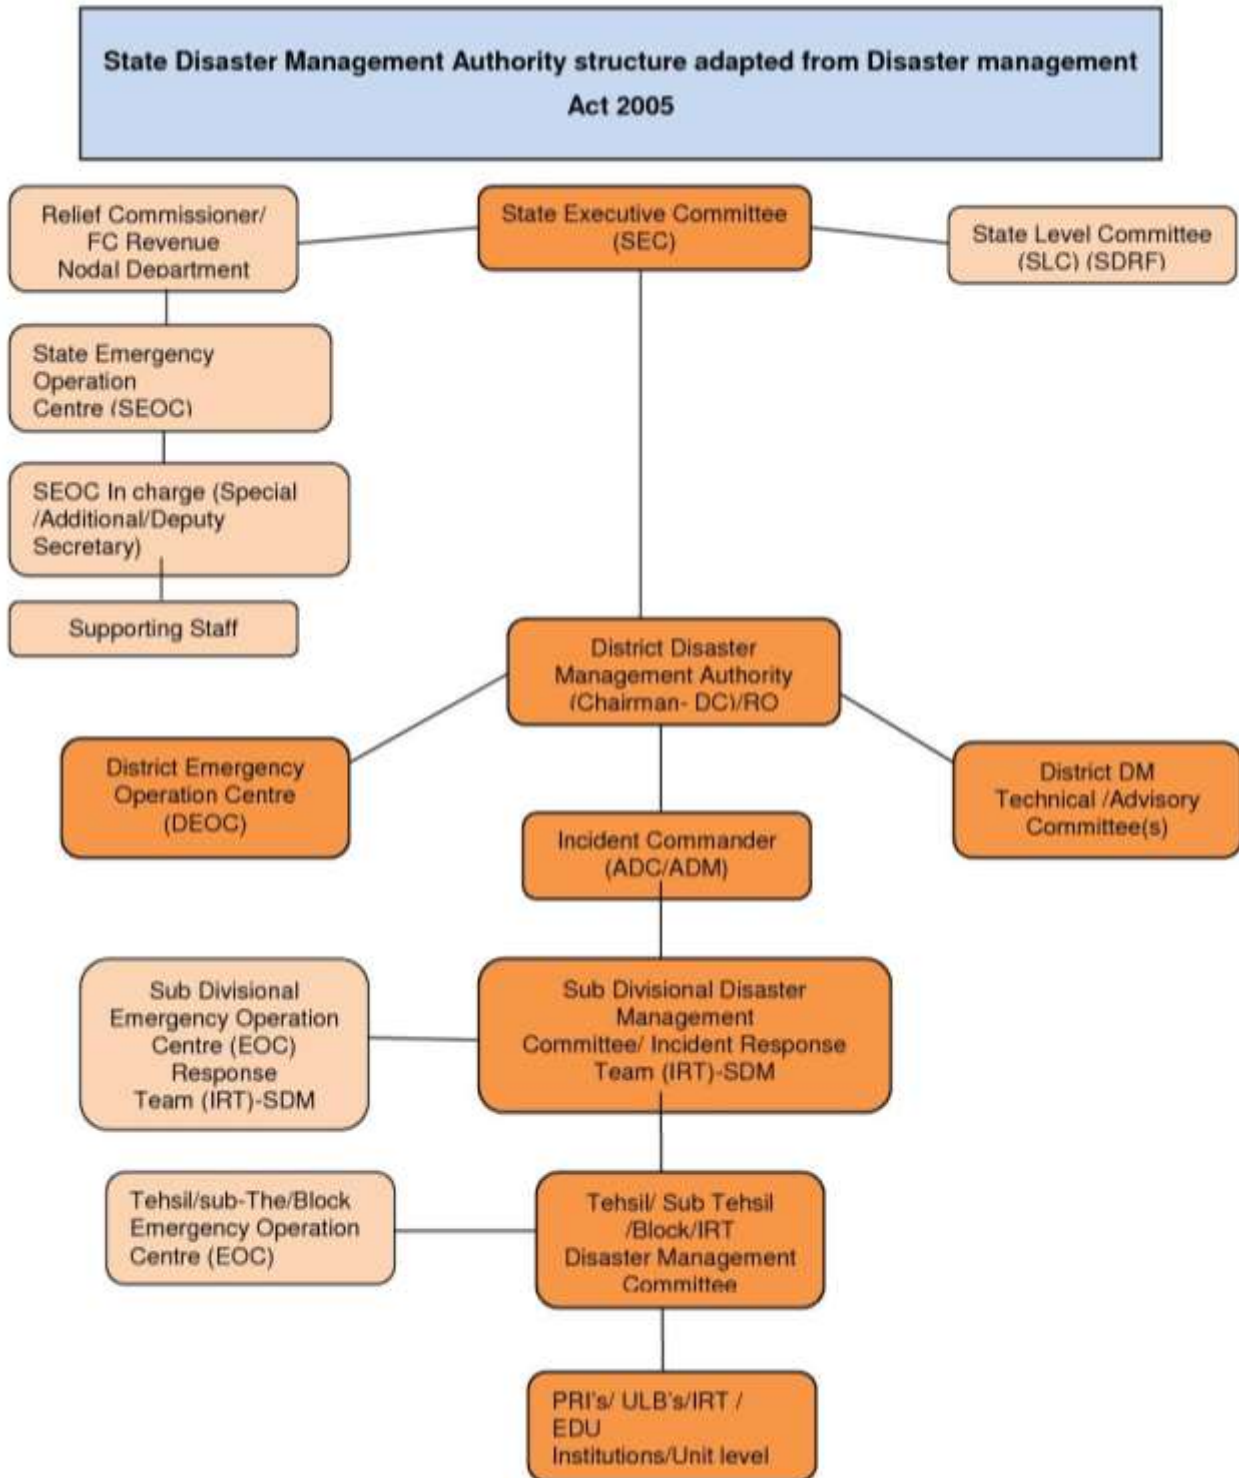 State Disaster Management Authority structure adapted from Disaster management
Act 2005
Relief Commissioner/
FC Revenue
Nodal Department
State Executive Committee
(SEC)
State Level Committee
(SLC) (SDRF)
State Emergency
Operation
Centre (SEOC)
SEOC In charge (Special
/Additional/Deputy
Secretary)
Supporting Staff
District Disaster
Management Authority
(Chairman- DC)/RO
District Emergency
Operation Centre
(DEOC)
District DM
Technical /Advisory
Committee(s)
Incident Commander
(ADC/ADM)
Sub Divisional
Emergency Operation
Centre (EOC)
Response
Team (IRT)-SDM
Sub Divisional Disaster
Management
Committee/ Incident Response
Team (IRT)-SDM
Tehsil/sub-The/Block
Emergency Operation
Centre (EOC)
Tehsil/ Sub Tehsil
/Block/IRT
Disaster Management
Committee
PRI's/ ULB's/IRT /
EDU
Institutions/Unit level